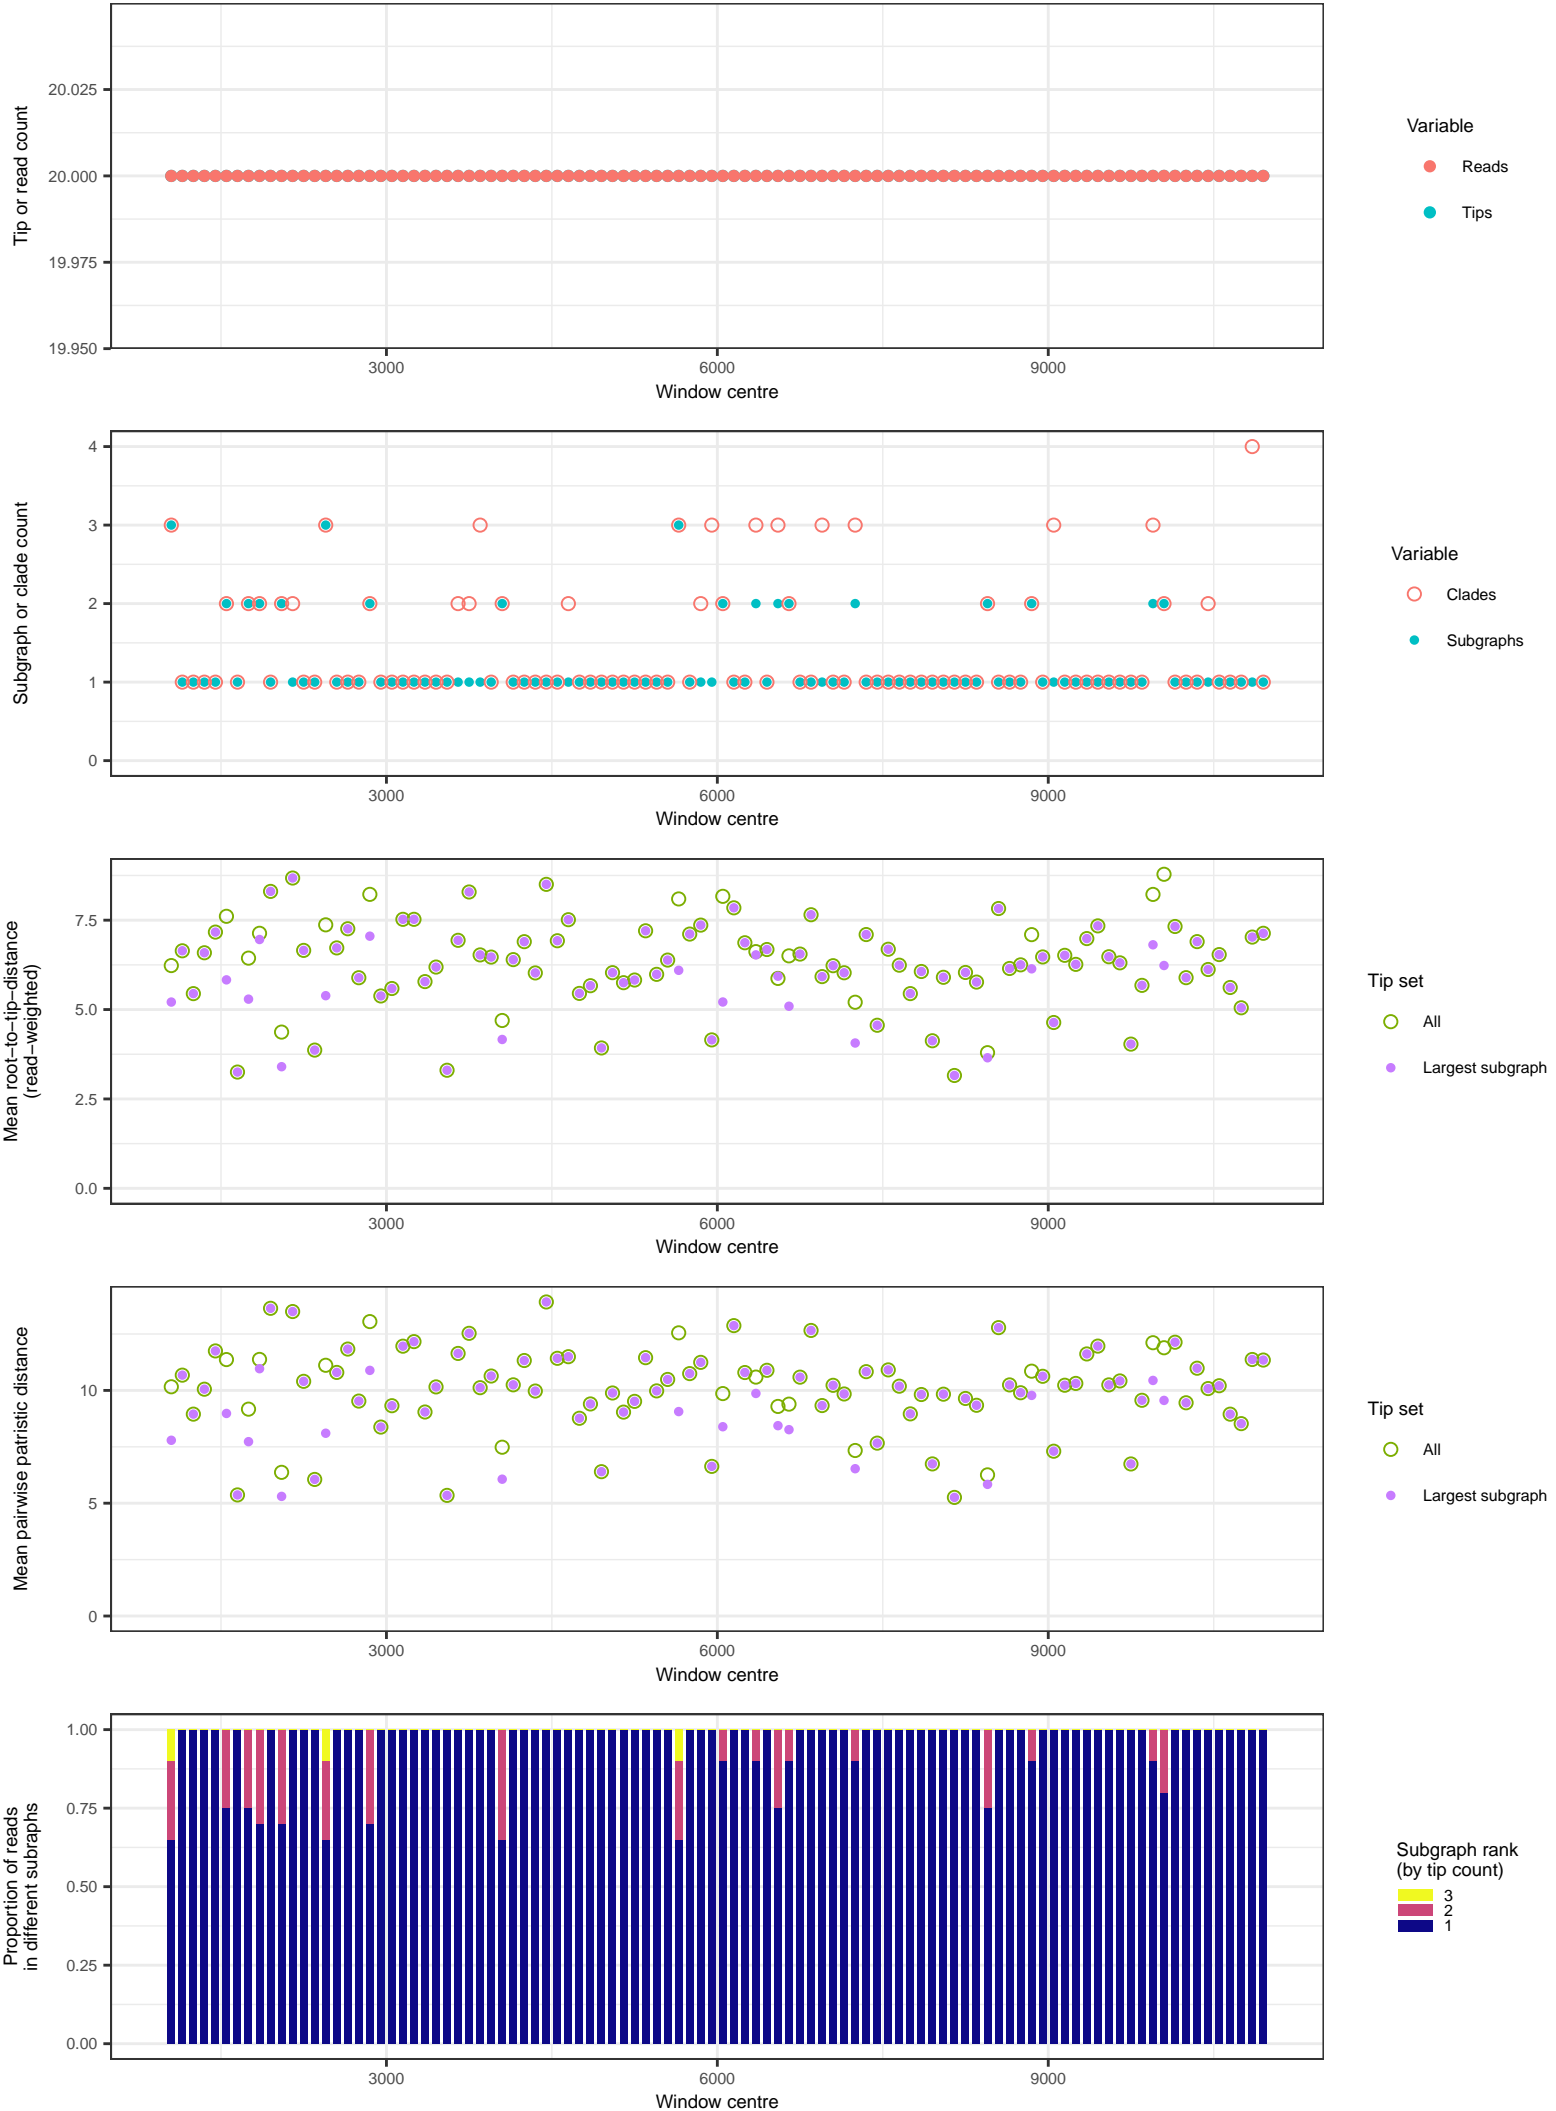 Tip or read count
20.025
20.000
19.975
19.950
3000 6000 9000
Window centre
Variable
Reads
Tips
Subgraph or clade count
4
3
2
1
0
3000 6000 9000
Window centre
Variable
Clades
Subgraphs
Mean root−to−tip−distance
(read−weighted)
7.5
5.0
2.5
0.0
3000 6000 9000
Window centre
Tip set
All
Largest subgraph
Mean pairwise patristic distance
10
5
0
3000 6000 9000
Window centre
Tip set
All
Largest subgraph
Proportion of reads
in different subraphs
1.00
0.75
0.50
0.25
0.00
3000 6000 9000
Window centre
Subgraph rank
(by tip count)
3
2
1